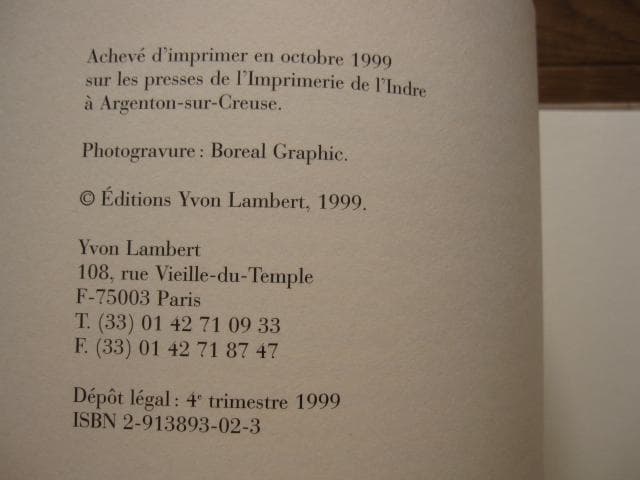 Achevé d'imprimer en octobre 1999
sur les presses de l'Imprimerie de l'Indre
à Argenton-sur-Creuse.
Photogravure : Boreal Graphic.
© Éditions Yvon Lambert, 1999.
Yvon Lambert
108, rue Vieille-du-Temple
F-75003 Paris
T. (33) 01 42 71 09 33
F. (33) 01 42 71 87 47
Dépôt légal : 4e trimestre 1999
ISBN 2-913893-02-3